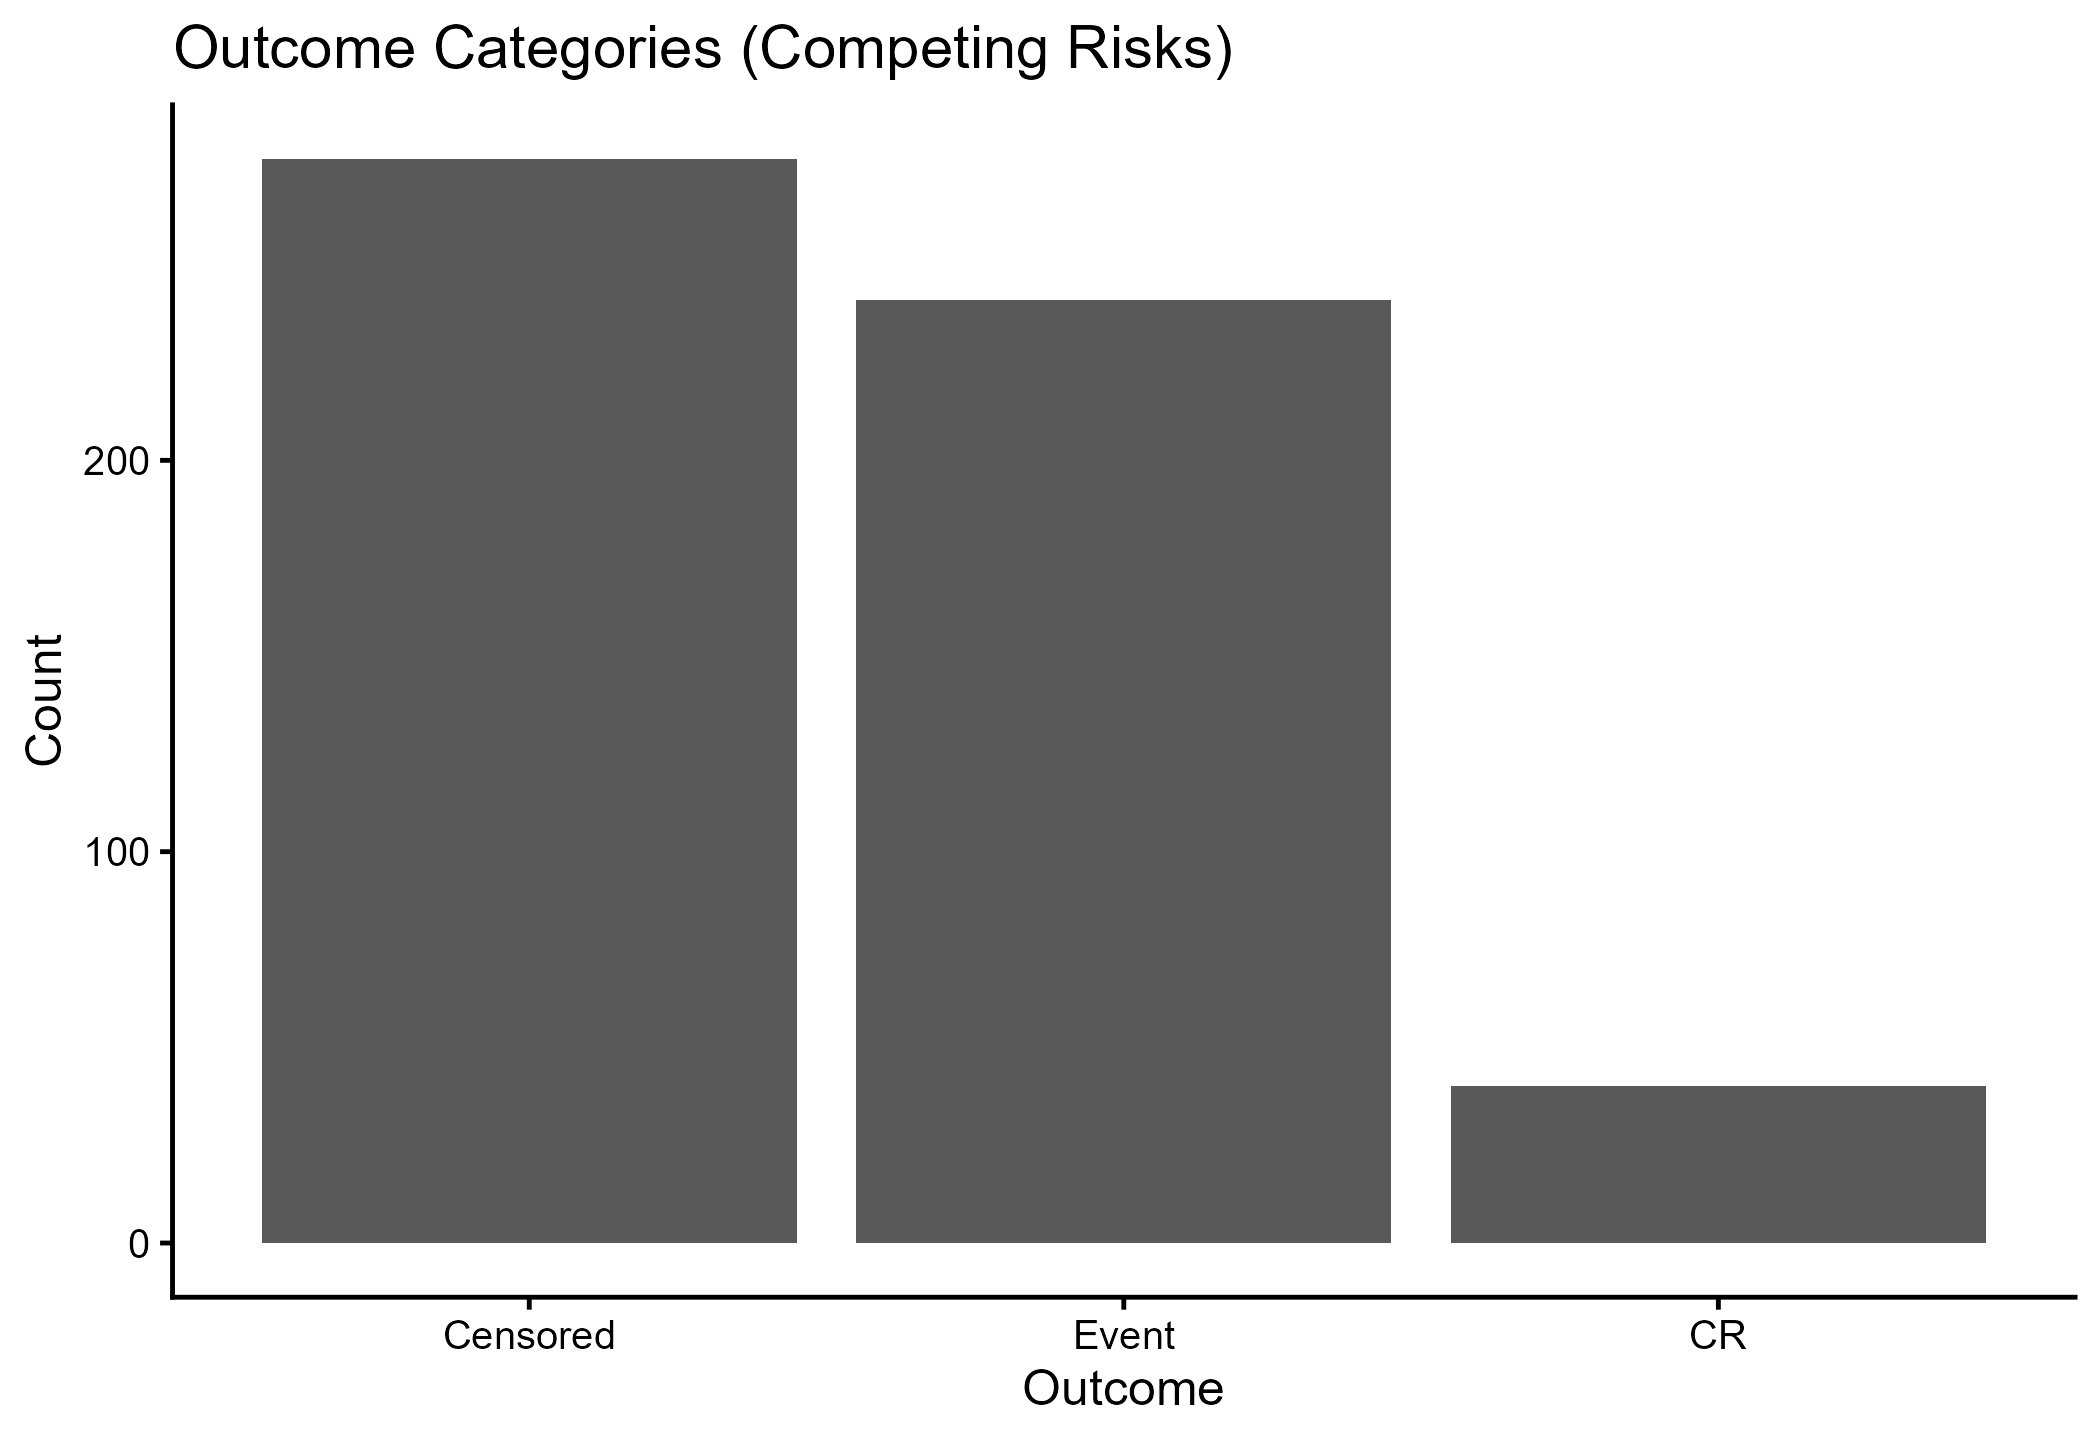 Outcome Categories (Competing Risks)
Count
200
100
0
Censored Event CR
Outcome